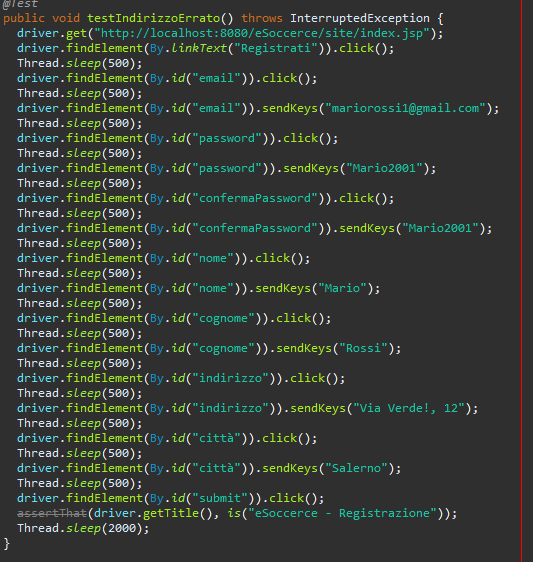 @Test
public void testIndirizzoErrato() throws InterruptedException {
driver.get("http://localhost:8080/eSoccerce/site/index.jsp");
driver.findElement(By.linkText("Registrati")).click();
Thread.sleep(500);
driver.findElement(By.id("email")).click();
Thread.sleep(500);
driver.findElement(By.id("email")).sendKeys("mariorossi1@gmail.com");
Thread.sleep(500);
driver.findElement(By.id("password")).click();
Thread.sleep(500);
driver.findElement(By.id("password")).sendKeys("Mario2001");
Thread.sleep(500);
driver.findElement(By.id("confermaPassword")).click();
Thread.sleep(500);
driver.findElement(By.id("confermaPassword")).sendKeys("Mario2001");
Thread.sleep(500);
driver.findElement(By.id("nome")).click();
Thread.sleep(500);
driver.findElement(By.id("nome")).sendKeys("Mario");
Thread.sleep(500);
driver.findElement(By.id("cognome")).click();
Thread.sleep(500);
driver.findElement(By.id("cognome")).sendKeys("Rossi");
Thread.sleep(500);
driver.findElement(By.id("indirizzo")).click();
Thread.sleep(500);
driver.findElement(By.id("indirizzo")).sendKeys("Via Verde!, 12");
Thread.sleep(500);
driver.findElement(By.id("città")).click();
Thread.sleep(500);
driver.findElement(By.id("città")).sendKeys("Salerno");
Thread.sleep(500);
driver.findElement(By.id("submit")).click();
assertThat(driver.getTitle(), is("eSoccerce - Registrazione"));
Thread.sleep(2000);
}